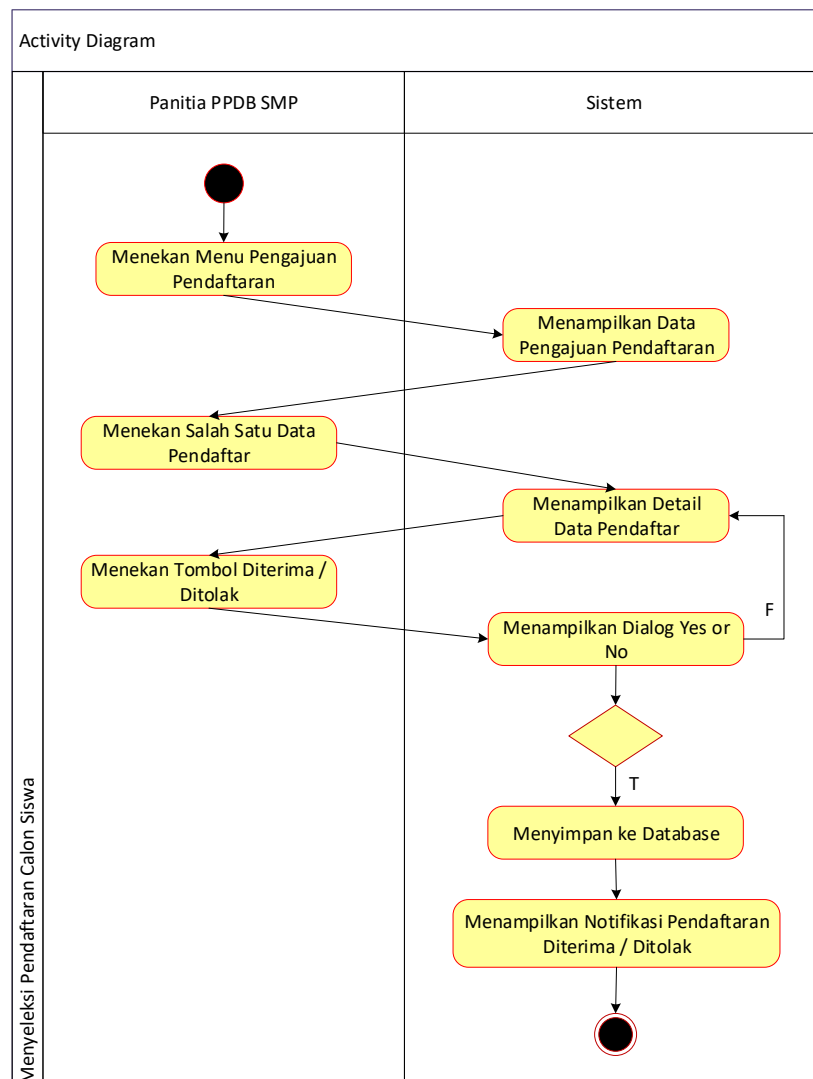 Activity Diagram
Panitia PPDB SMP
Sistem
Menyeleksi Pendaftaran Calon Siswa
Menekan Menu Pengajuan
Pendaftaran
Menampilkan Data
Pengajuan Pendaftaran
Menekan Salah Satu Data
Pendaftar
Menampilkan Detail
Data Pendaftar
Menekan Tombol Diterima /
Ditolak
F
Menampilkan Dialog Yes or
No
T
Menyimpan ke Database
Menampilkan Notifikasi Pendaftaran
Diterima / Ditolak